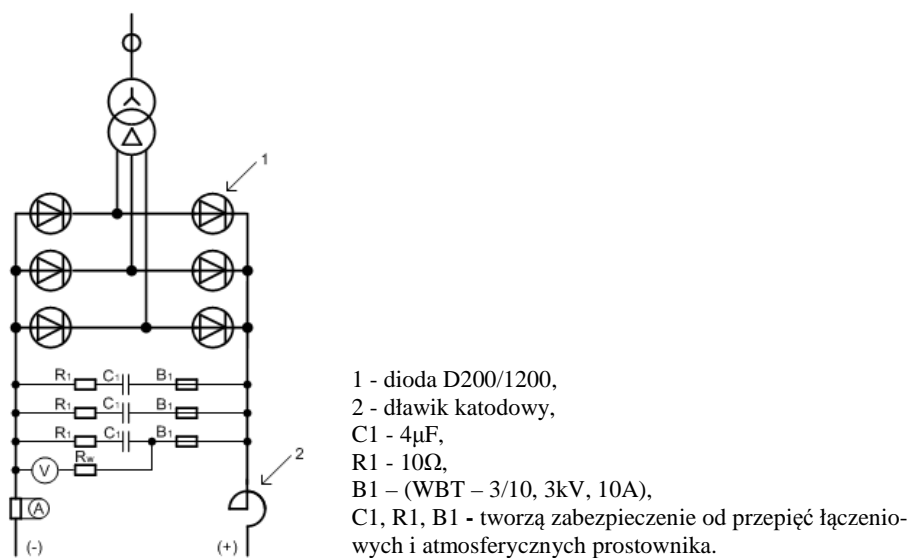 1
R₁ C₁ B₁
R₁ C₁ B₁
R₁ C₁ B₁
V Rw
2
A
(-) (+)
1 - dioda D200/1200,
2 - dławik katodowy,
C1 - 4μF,
R1 - 10Ω,
B1 – (WBT – 3/10, 3kV, 10A),
C1, R1, B1 - tworzą zabezpieczenie od przepięć łączenio-
wych i atmosferycznych prostownika.